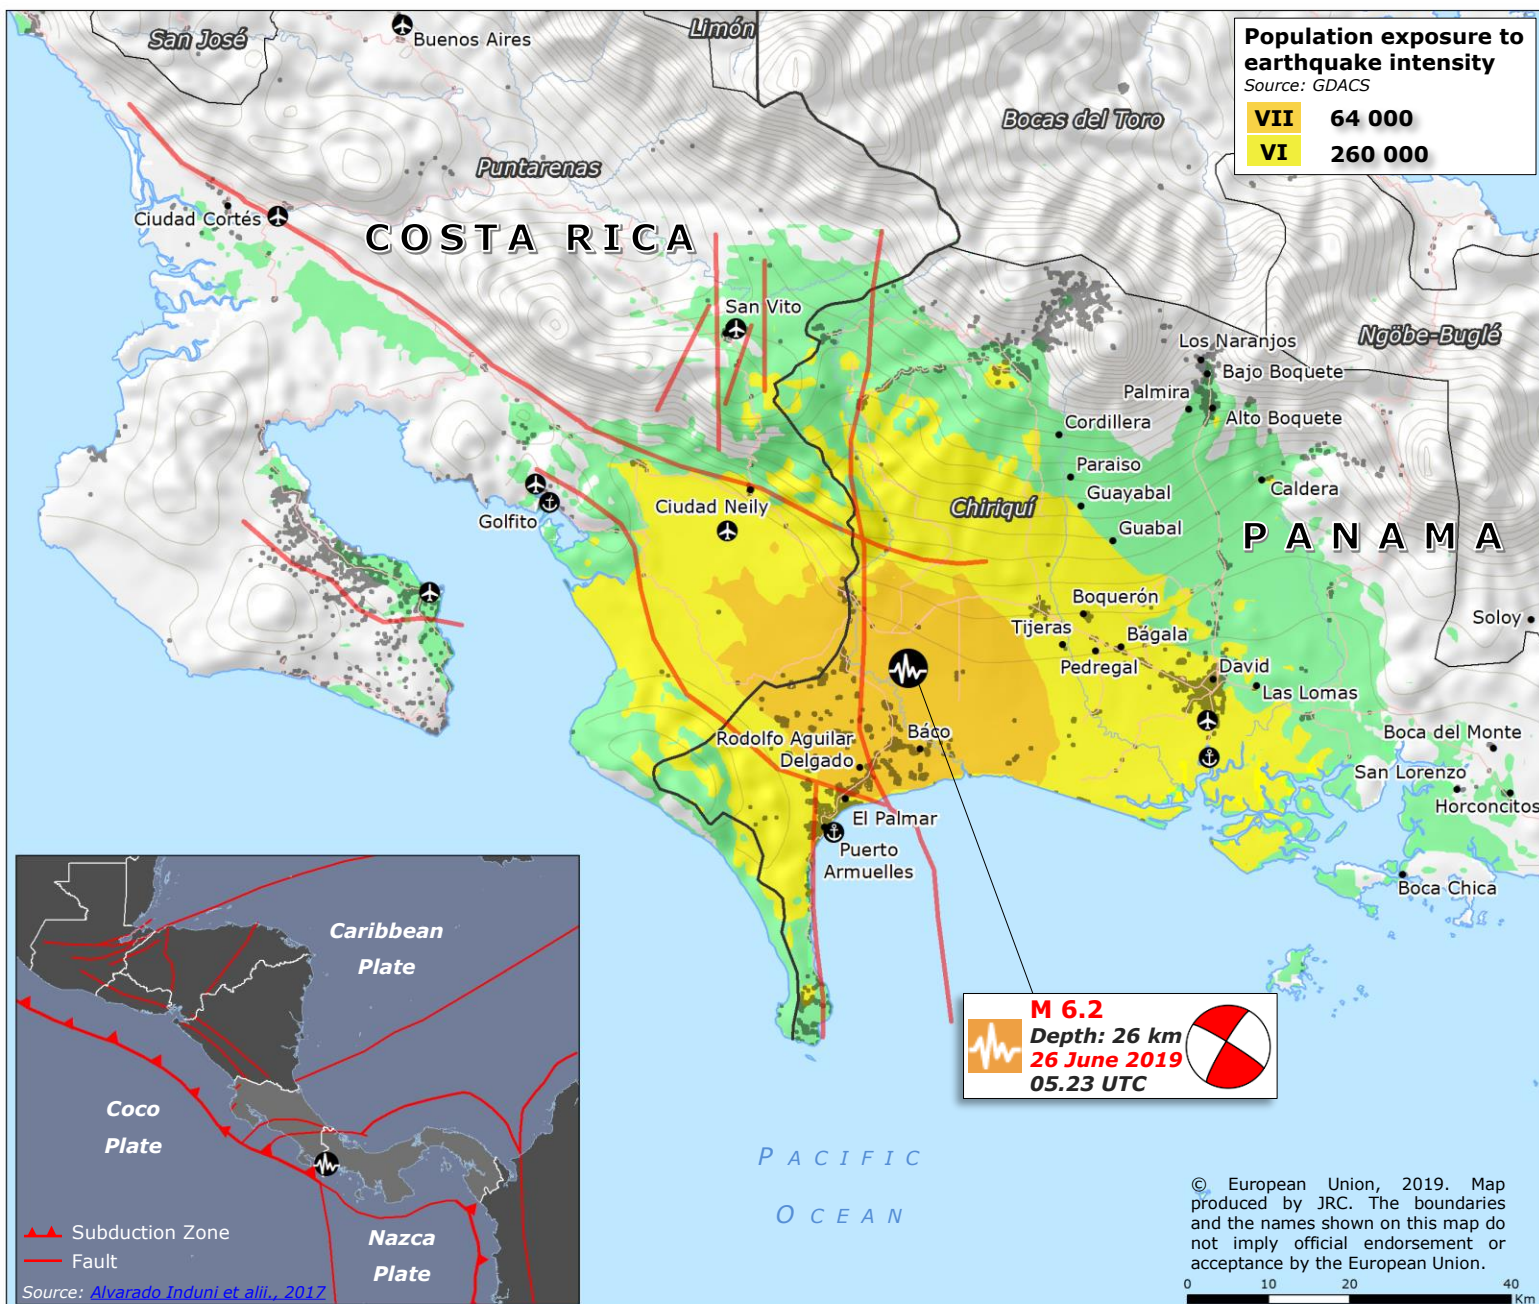 Population exposure to
earthquake intensity
Source: GDACS
VII 64 000
VI 260 000
San José
Buenos Aires
Limón
Bocas del Toro
Puntarenas
Ciudad Cortés
COSTA RICA
San Vito
Los Naranjos
Ngöbe-Buglé
Bajo Boquete
Palmira
Alto Boquete
Cordillera
Paraiso
Guayabal
Caldera
Chiriquí
Ciudad Neily
Golfito
Guabal
PANAMA
Boquerón
Tijeras
Bágala
Soloy
Pedregal
David
Las Lomas
Rodolfo Aguilar
Delgado
Báco
Boca del Monte
San Lorenzo
Horconcitos
El Palmar
Puerto
Armuelles
Boca Chica
M 6.2
Depth: 26 km
26 June 2019
05.23 UTC
PACIFIC
OCEAN
Caribbean
Plate
Coco
Plate
Nazca
Plate
Subduction Zone
Fault
Source: Alvarado Induni et alii., 2017
© European Union, 2019. Map
produced by JRC. The boundaries
and the names shown on this map do
not imply official endorsement or
acceptance by the European Union.
0 10 20 40
Km